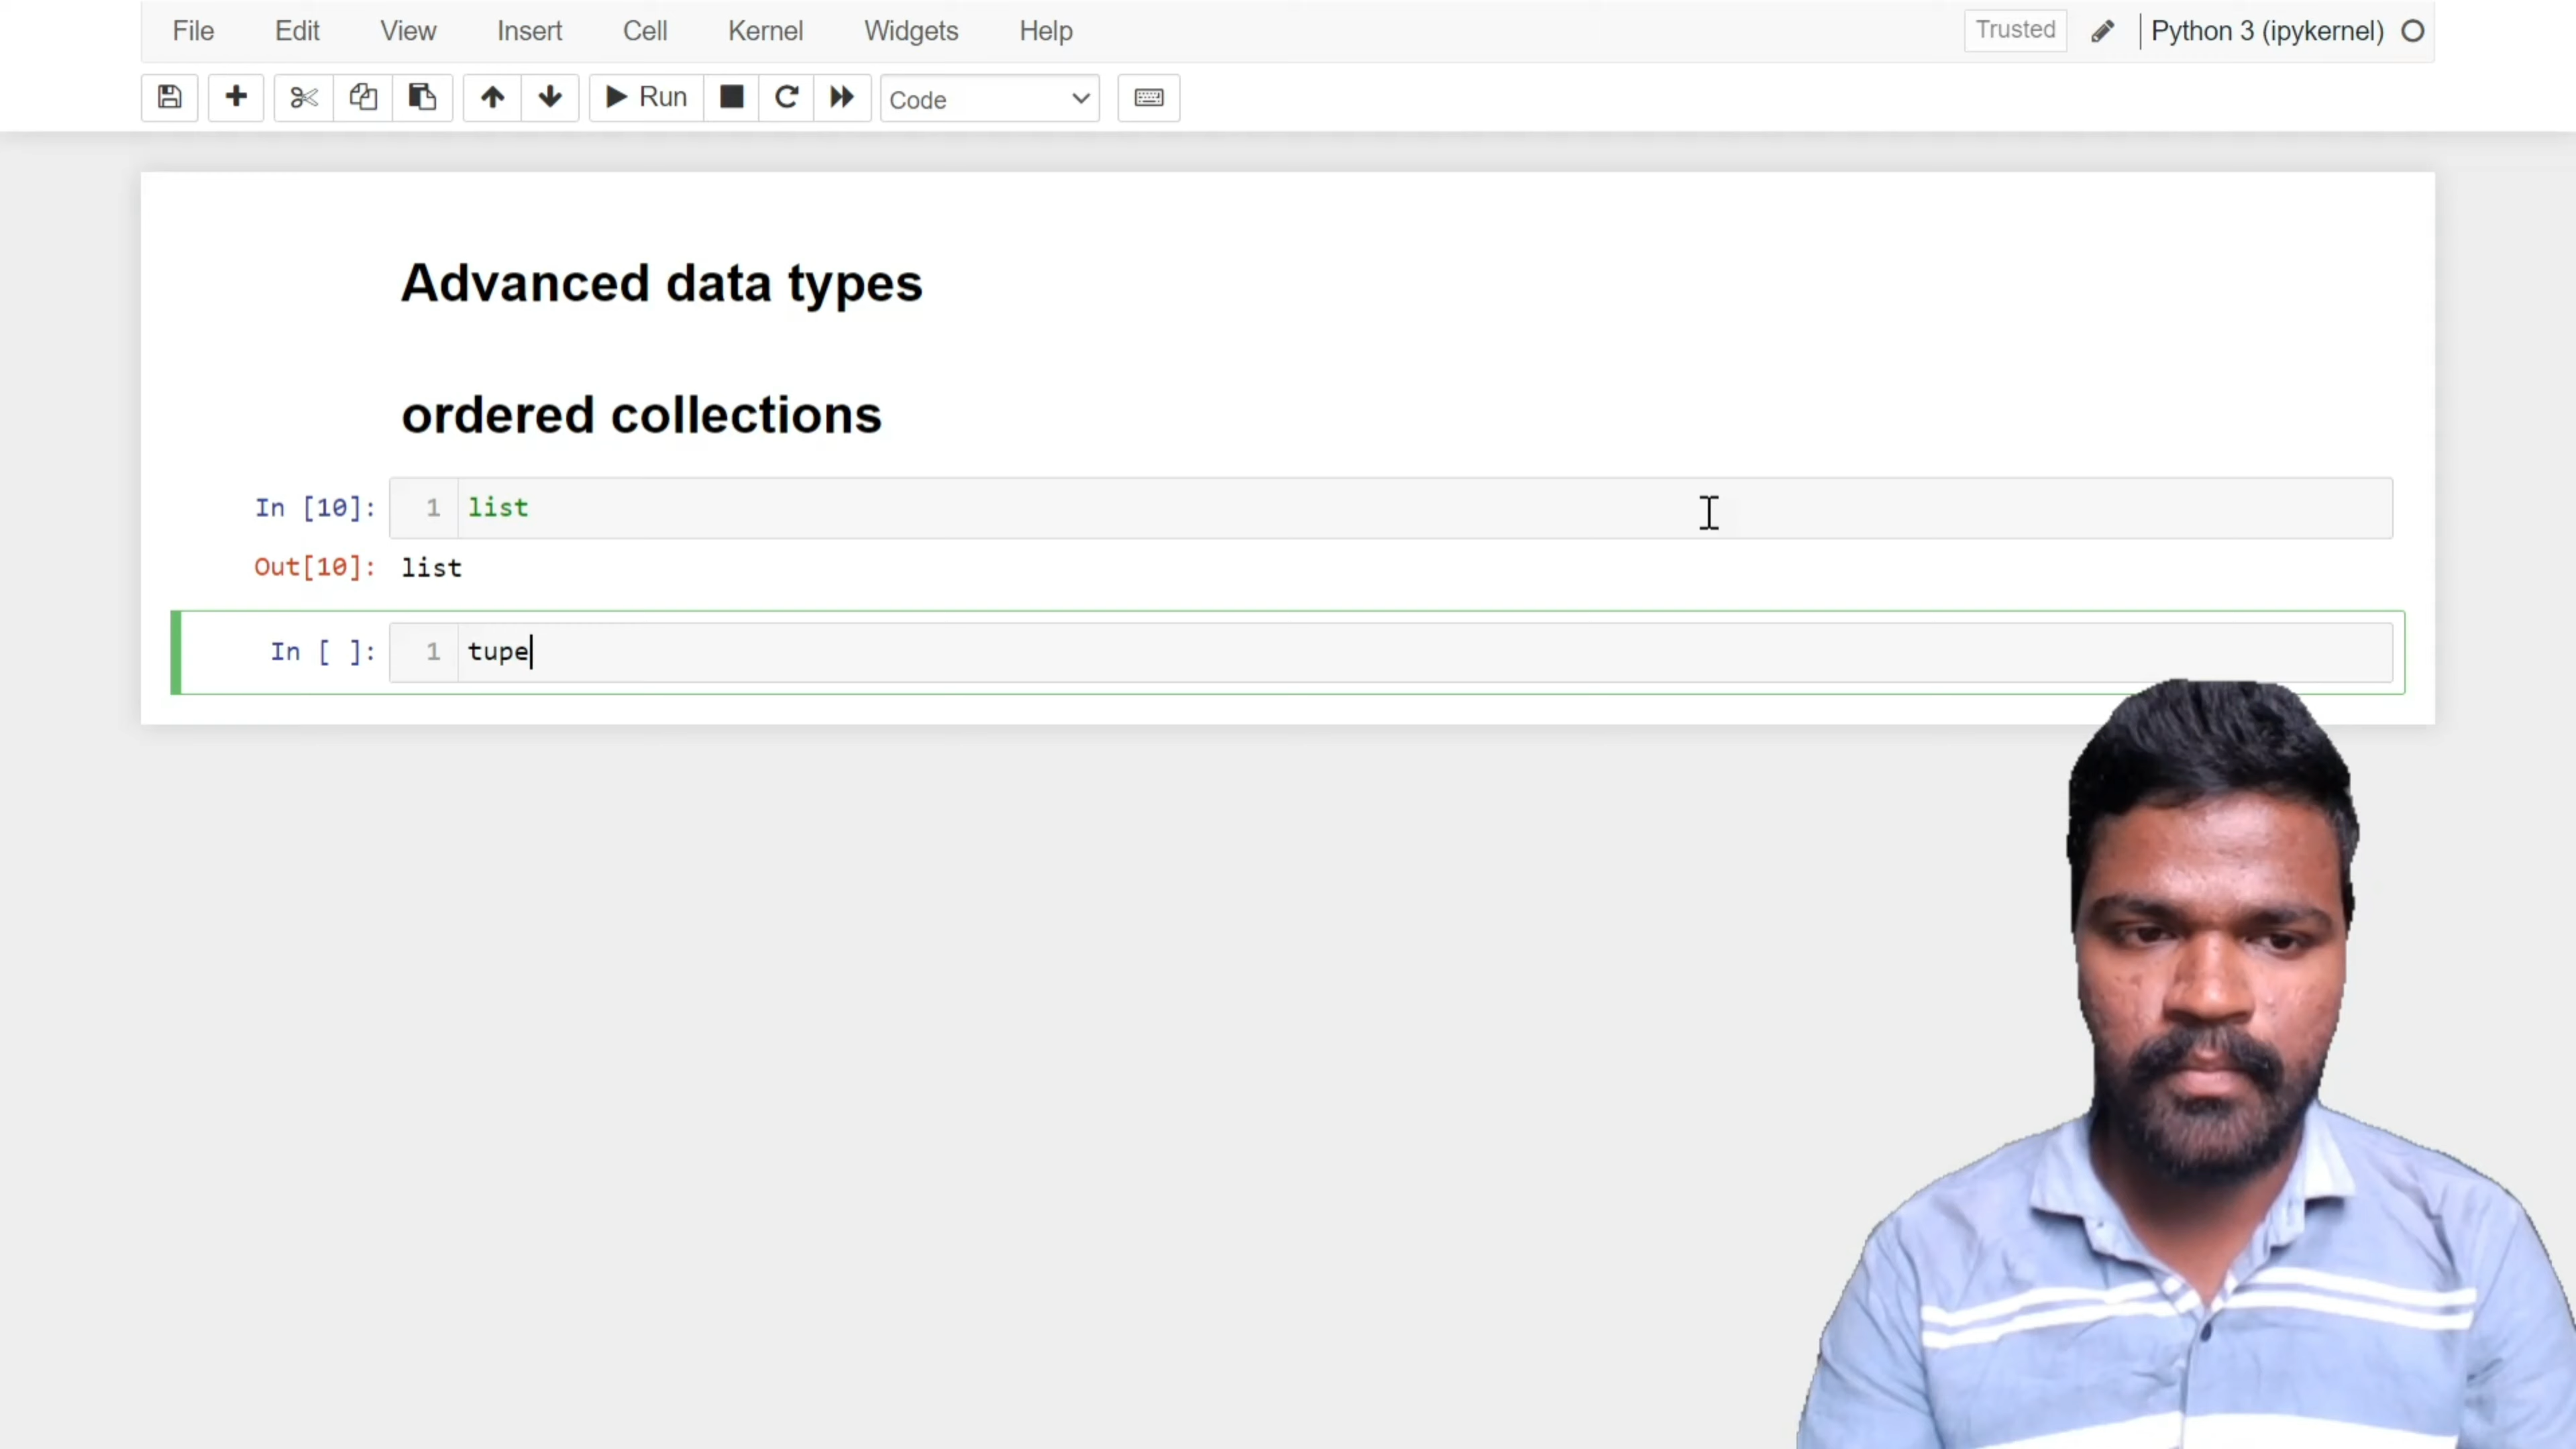 File Edit View Insert Cell Kernel Widgets Help Trusted Python 3 (ipykernel)
Run Code
Advanced data types
ordered collections
In [10]: 1 list
Out[10]: list
In [ ]: 1 tupe